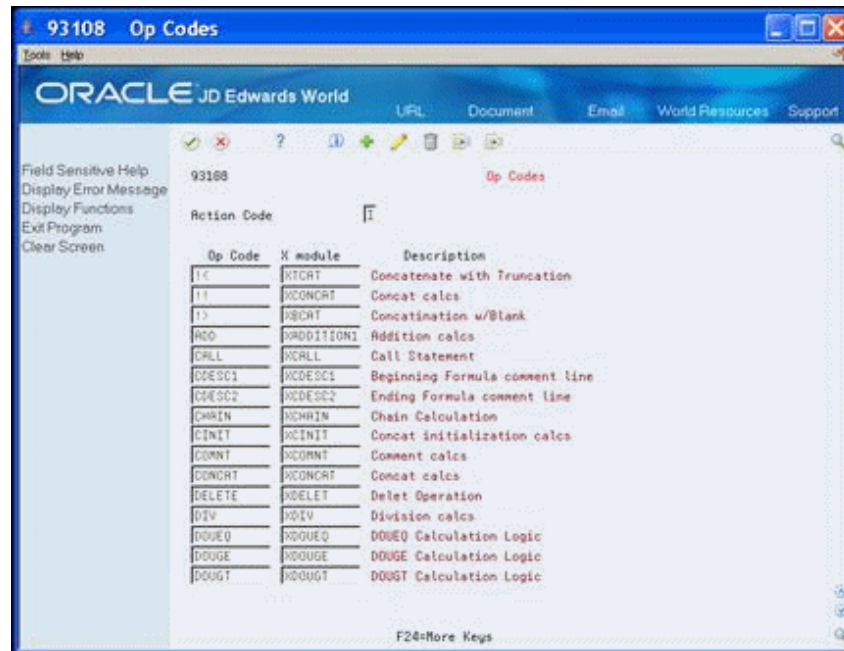 93108 Op Codes
Tools Help
ORACLE JD Edwards World
URL Document Email World Resources Support
?
Field Sensitive Help
Display Error Message
Display Functions
Exit Program
Clear Screen
93108 Op Codes
Action Code I
Op Code X module Description
!< XTCAT Concatenate with Truncation
!! XCONCAT Concat calcs
!> XBCAT Concatination w/Blank
ADD XADDITION1 Addition calcs
CALL XCALL Call Statement
CDESC1 XCDESC1 Beginning Formula comment line
CDESC2 XCDESC2 Ending Formula comment line
CHAIN XCHAIN Chain Calculation
CINIT XCINIT Concat initialization calcs
COMNT XCOMNT Comment calcs
CONCAT XCONCAT Concat calcs
DELETE XDELET Delet Operation
DIV XDIV Division calcs
DOUEQ XDOUEQ DOUEQ Calculation Logic
DOUGE XDOUGE DOUGE Calculation Logic
DOUGT XDOUGT DOUGT Calculation Logic
F24=More Keys